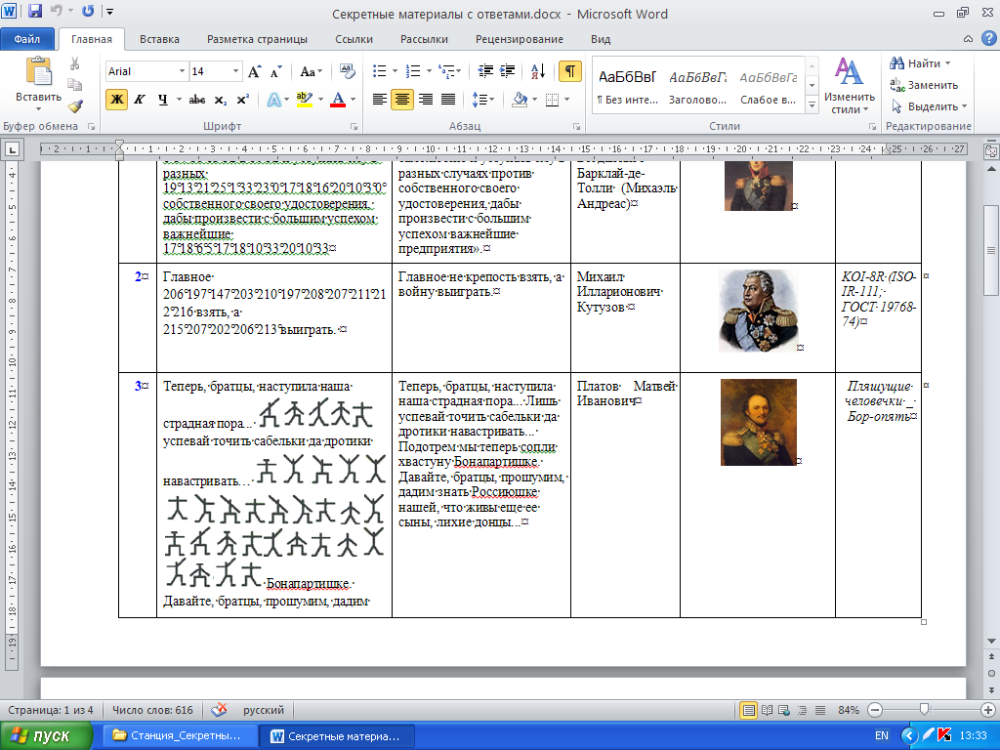 Секретные материалы с ответами.docx - Microsoft Word
Файл Главная Вставка Разметка страницы Ссылки Рассылки Рецензирование Вид
Вставить
Arial 14
Ж К Ч abc x₂ x²
АаБбВвГ АаБбВвГг АаБбВвГг
¶ Без инте... Заголово... Слабое в...
Изменить стили
Найти
Заменить
Выделить
Буфер обмена Шрифт Абзац Стили Редактирование
разных
19°13°21°25°1°33°23°0°17°18°16°20°10°3°0°
собственного своего удостоверения,
дабы произвести с большим успехом
важнейшие
17°18°6°5°17°18°10°33°20°10°33¤
разных случаях против
собственного своего
удостоверения, дабы
произвести с большим
успехом важнейшие
предприятия».¤
Барклай-де-
Толли (Михаэль
Андреас)¤
2¤
Главное
206°197°147°203°210°197°208°207°211°21
2°216 взять, а
215°207°202°206°213° выиграть. ¤
Главное не крепость взять, а
войну выиграть.¤
Михаил
Илларионович
Кутузов¤
KOI-8R (ISO-
IR-111;
ГОСТ 19768-
74)¤
3¤
Теперь, братцы, наступила наша
страдная пора...
успевай точить сабельки да дротики
навастривать...
Бонапартишке.
Давайте, братцы, прошумим, дадим
Теперь, братцы, наступила
наша страдная пора... Лишь
успевай точить сабельки да
дротики навастривать...
Подотрем мы теперь сопли
хвастуну Бонапартишке.
Давайте, братцы, прошумим,
дадим знать Россиюшке
нашей, что живы еще ее
сыны, лихие донцы...¤
Платов Матвей
Иванович¤
Пляшущие
человечки _
Бор-опять¤
Страница: 1 из 4 Число слов: 616 русский 84%
пуск Станция_Секретны... Секретные материа... EN 13:33